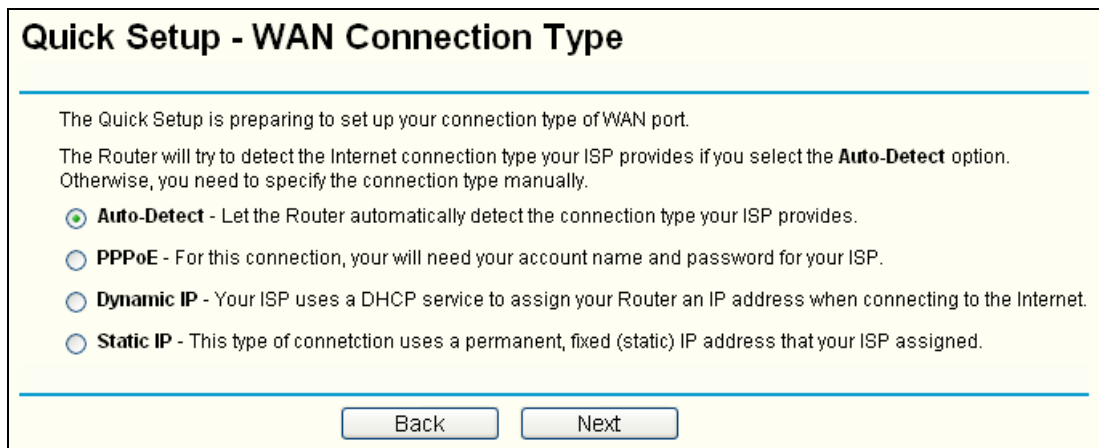 Quick Setup - WAN Connection Type
The Quick Setup is preparing to set up your connection type of WAN port.
The Router will try to detect the Internet connection type your ISP provides if you select the Auto-Detect option.
Otherwise, you need to specify the connection type manually.
Auto-Detect - Let the Router automatically detect the connection type your ISP provides.
PPPoE - For this connection, your will need your account name and password for your ISP.
Dynamic IP - Your ISP uses a DHCP service to assign your Router an IP address when connecting to the Internet.
Static IP - This type of connetction uses a permanent, fixed (static) IP address that your ISP assigned.
Back Next